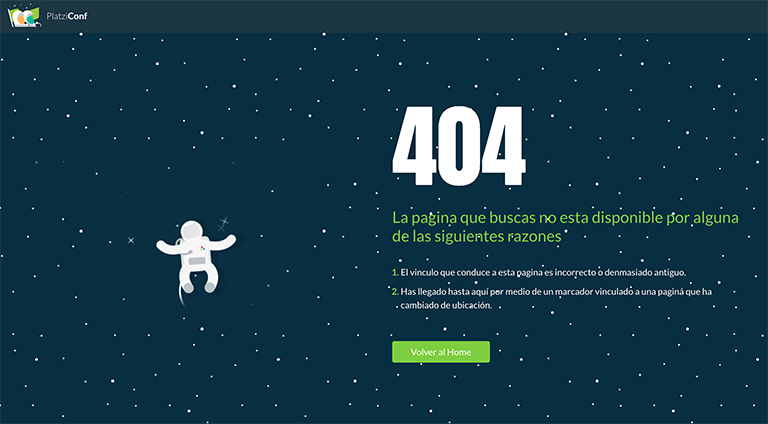 PlatziConf
404
La pagina que buscas no esta disponible por alguna
de las siguientes razones
1. El vinculo que conduce a esta pagina es incorrecto o denmasiado antiguo.
2. Has llegado hasta aquí por medio de un marcador vinculado a una pagina que ha
cambiado de ubicación.
Volver al Home